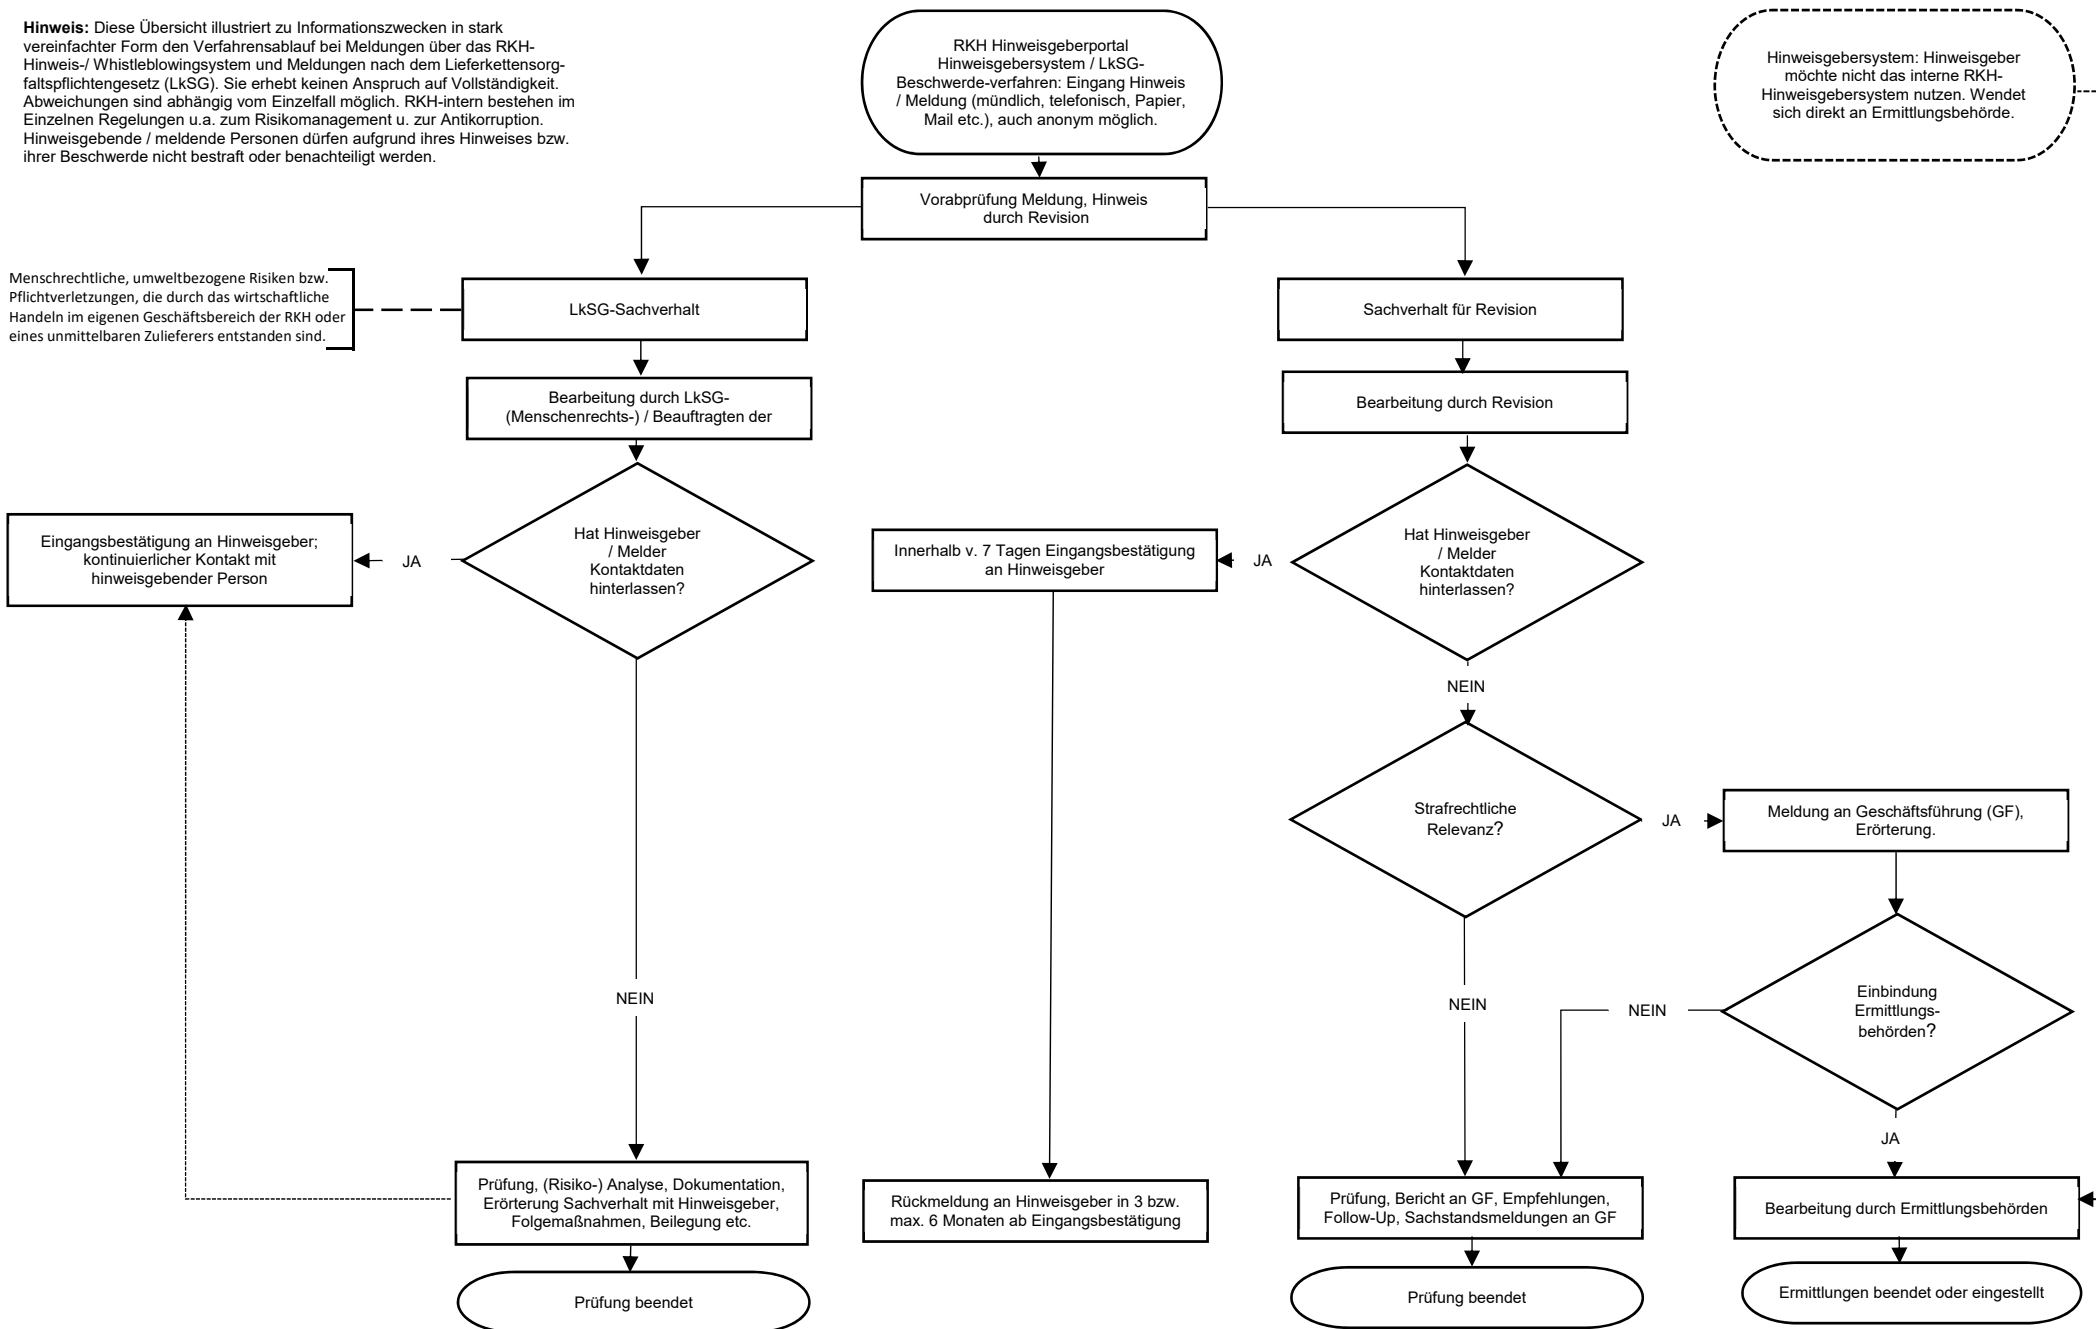 Hinweis: Diese Übersicht illustriert zu Informationszwecken in stark
vereinfachter Form den Verfahrensablauf bei Meldungen über das RKH-
Hinweis-/ Whistleblowingsystem und Meldungen nach dem Lieferkettensorg-
faltspflichtengesetz (LkSG). Sie erhebt keinen Anspruch auf Vollständigkeit.
Abweichungen sind abhängig vom Einzelfall möglich. RKH-intern bestehen im
Einzelnen Regelungen u.a. zum Risikomanagement u. zur Antikorruption.
Hinweisgebende / meldende Personen dürfen aufgrund ihres Hinweises bzw.
ihrer Beschwerde nicht bestraft oder benachteiligt werden.
RKH Hinweisgeberportal
Hinweisgebersystem / LkSG-
Beschwerde-verfahren: Eingang Hinweis
/ Meldung (mündlich, telefonisch, Papier,
Mail etc.), auch anonym möglich.
Hinweisgebersystem: Hinweisgeber
möchte nicht das interne RKH-
Hinweisgebersystem nutzen. Wendet
sich direkt an Ermittlungsbehörde.
Vorabprüfung Meldung, Hinweis
durch Revision
Menschrechtliche, umweltbezogene Risiken bzw.
Pflichtverletzungen, die durch das wirtschaftliche
Handeln im eigenen Geschäftsbereich der RKH oder
eines unmittelbaren Zulieferers entstanden sind.
LkSG-Sachverhalt
Sachverhalt für Revision
Bearbeitung durch LkSG-
(Menschenrechts-) / Beauftragten der
Bearbeitung durch Revision
Eingangsbestätigung an Hinweisgeber;
kontinuierlicher Kontakt mit
hinweisgebender Person
JA
Hat Hinweisgeber
/ Melder
Kontaktdaten
hinterlassen?
Innerhalb v. 7 Tagen Eingangsbestätigung
an Hinweisgeber
JA
Hat Hinweisgeber
/ Melder
Kontaktdaten
hinterlassen?
NEIN
Strafrechtliche
Relevanz?
JA
Meldung an Geschäftsführung (GF),
Erörterung.
NEIN
NEIN
NEIN
Einbindung
Ermittlungs-
behörden?
JA
Prüfung, (Risiko-) Analyse, Dokumentation,
Erörterung Sachverhalt mit Hinweisgeber,
Folgemaßnahmen, Beilegung etc.
Rückmeldung an Hinweisgeber in 3 bzw.
max. 6 Monaten ab Eingangsbestätigung
Prüfung, Bericht an GF, Empfehlungen,
Follow-Up, Sachstandsmeldungen an GF
Bearbeitung durch Ermittlungsbehörden
Prüfung beendet
Prüfung beendet
Ermittlungen beendet oder eingestellt